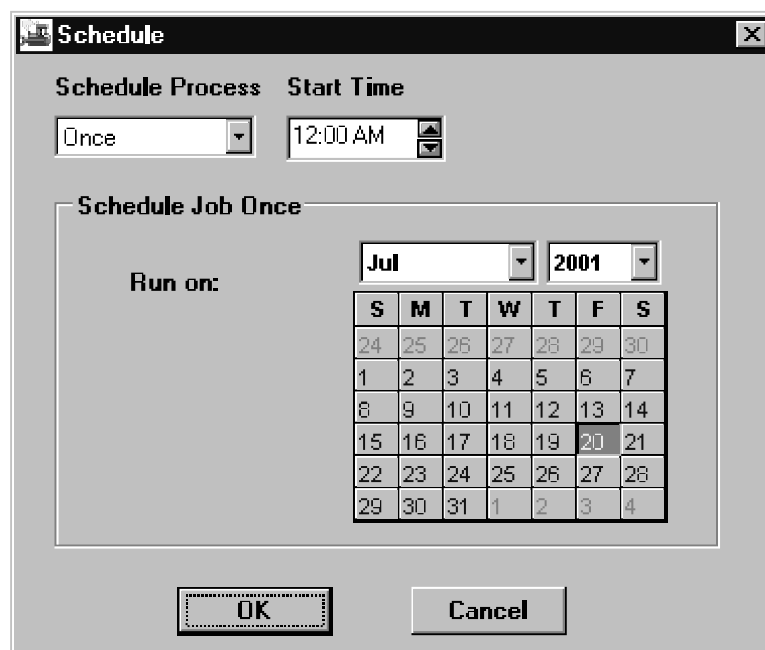 Schedule
Schedule Process Start Time
Once 12:00 AM
Schedule Job Once
Jul 2001
Run on:
S M T W T F S
24 25 26 27 28 29 30
1 2 3 4 5 6 7
8 9 10 11 12 13 14
15 16 17 18 19 20 21
22 23 24 25 26 27 28
29 30 31 1 2 3 4
OK Cancel